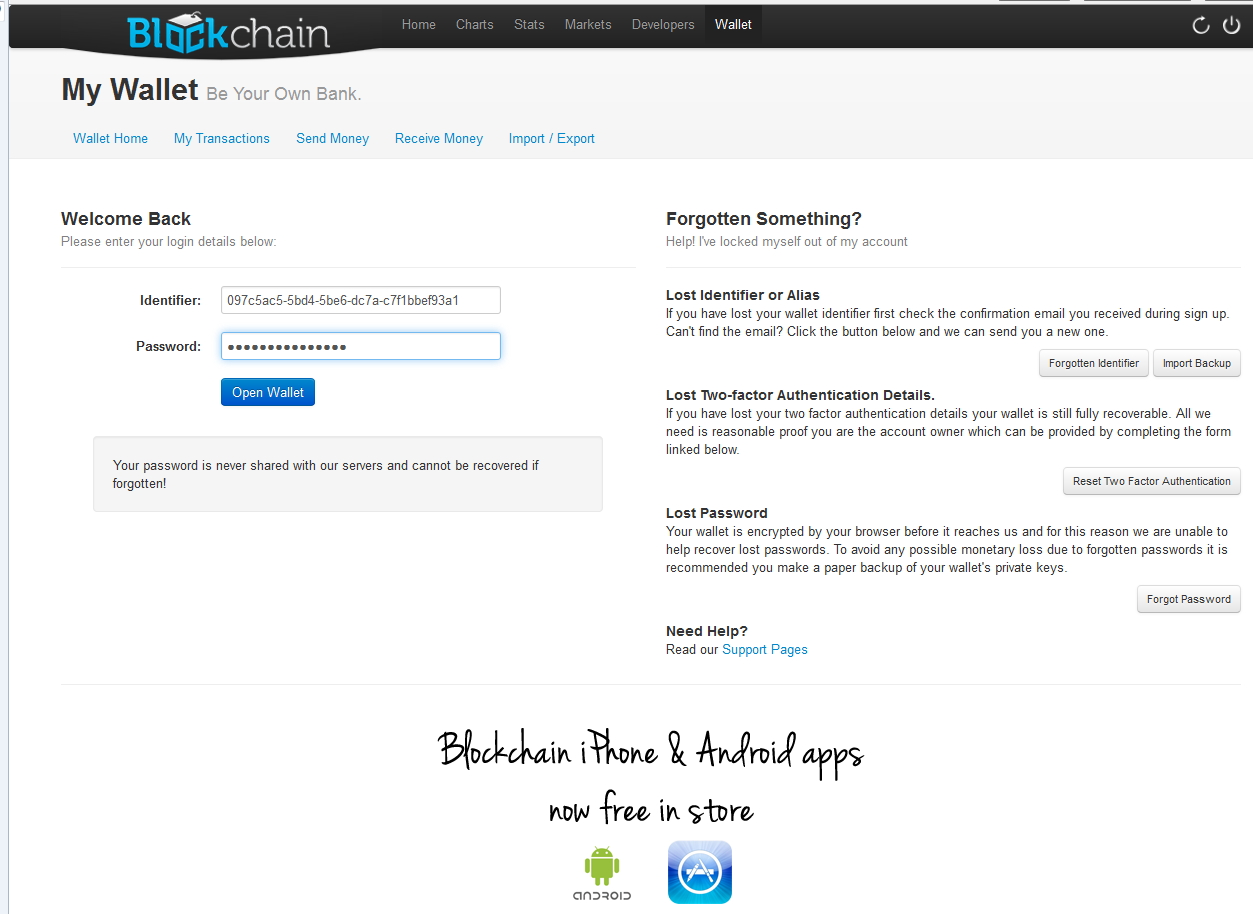 Blockchain
Home Charts Stats Markets Developers Wallet
My Wallet Be Your Own Bank.
Wallet Home My Transactions Send Money Receive Money Import / Export
Welcome Back
Please enter your login details below:
Identifier: 097c5ac5-5bd4-5be6-dc7a-c7f1bbef93a1
Password: ●●●●●●●●●●●●●●●
Open Wallet
Your password is never shared with our servers and cannot be recovered if
forgotten!
Forgotten Something?
Help! I've locked myself out of my account
Lost Identifier or Alias
If you have lost your wallet identifier first check the confirmation email you received during sign up.
Can't find the email? Click the button below and we can send you a new one.
Forgotten Identifier Import Backup
Lost Two-factor Authentication Details.
If you have lost your two factor authentication details your wallet is still fully recoverable. All we
need is reasonable proof you are the account owner which can be provided by completing the form
linked below.
Reset Two Factor Authentication
Lost Password
Your wallet is encrypted by your browser before it reaches us and for this reason we are unable to
help recover lost passwords. To avoid any possible monetary loss due to forgotten passwords it is
recommended you make a paper backup of your wallet's private keys.
Forgot Password
Need Help?
Read our Support Pages
Blockchain iPhone & Android apps
now free in store
ANDROID